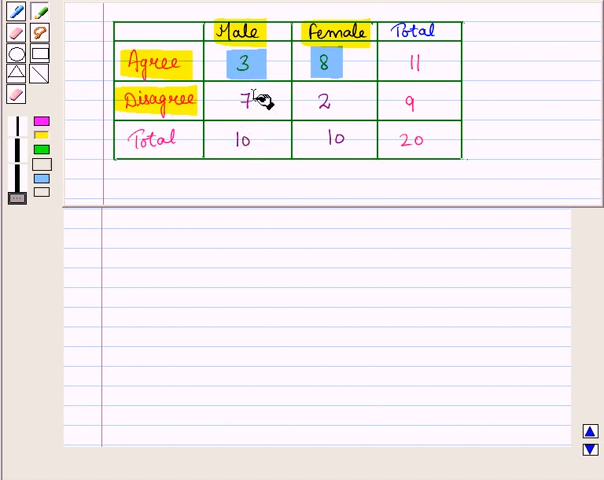 Male Female Total
Agree 3 8 11
Disagree 7 2 9
Total 10 10 20